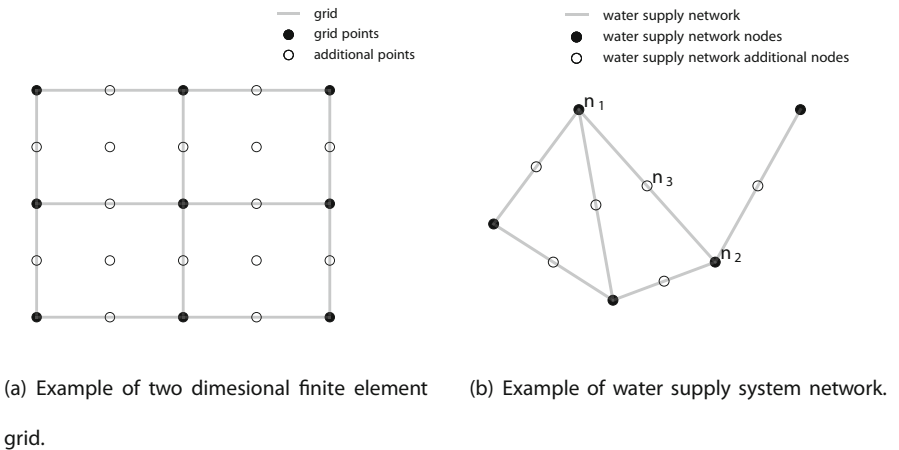 grid
grid points
additional points
water supply network
water supply network nodes
water supply network additional nodes
n 1
n 3
n 2
(a) Example of two dimesional finite element
grid.
(b) Example of water supply system network.